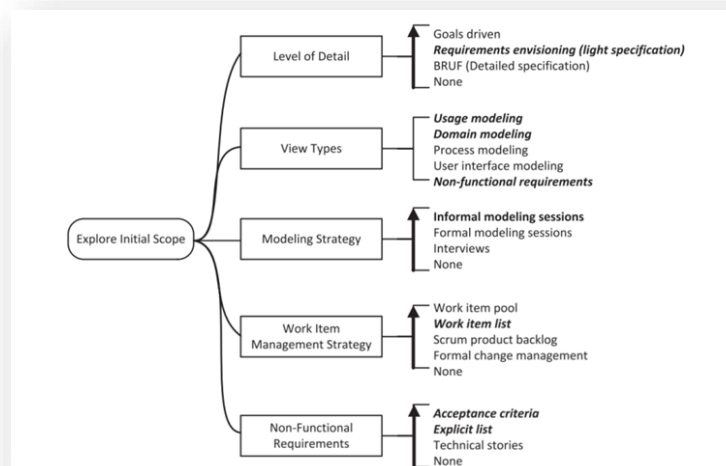 Explore Initial Scope
Level of Detail
Goals driven
Requirements envisioning (light specification)
BRUF (Detailed specification)
None
View Types
Usage modeling
Domain modeling
Process modeling
User interface modeling
Non-functional requirements
Modeling Strategy
Informal modeling sessions
Formal modeling sessions
Interviews
None
Work Item
Management Strategy
Work item pool
Work item list
Scrum product backlog
Formal change management
None
Non-Functional
Requirements
Acceptance criteria
Explicit list
Technical stories
None